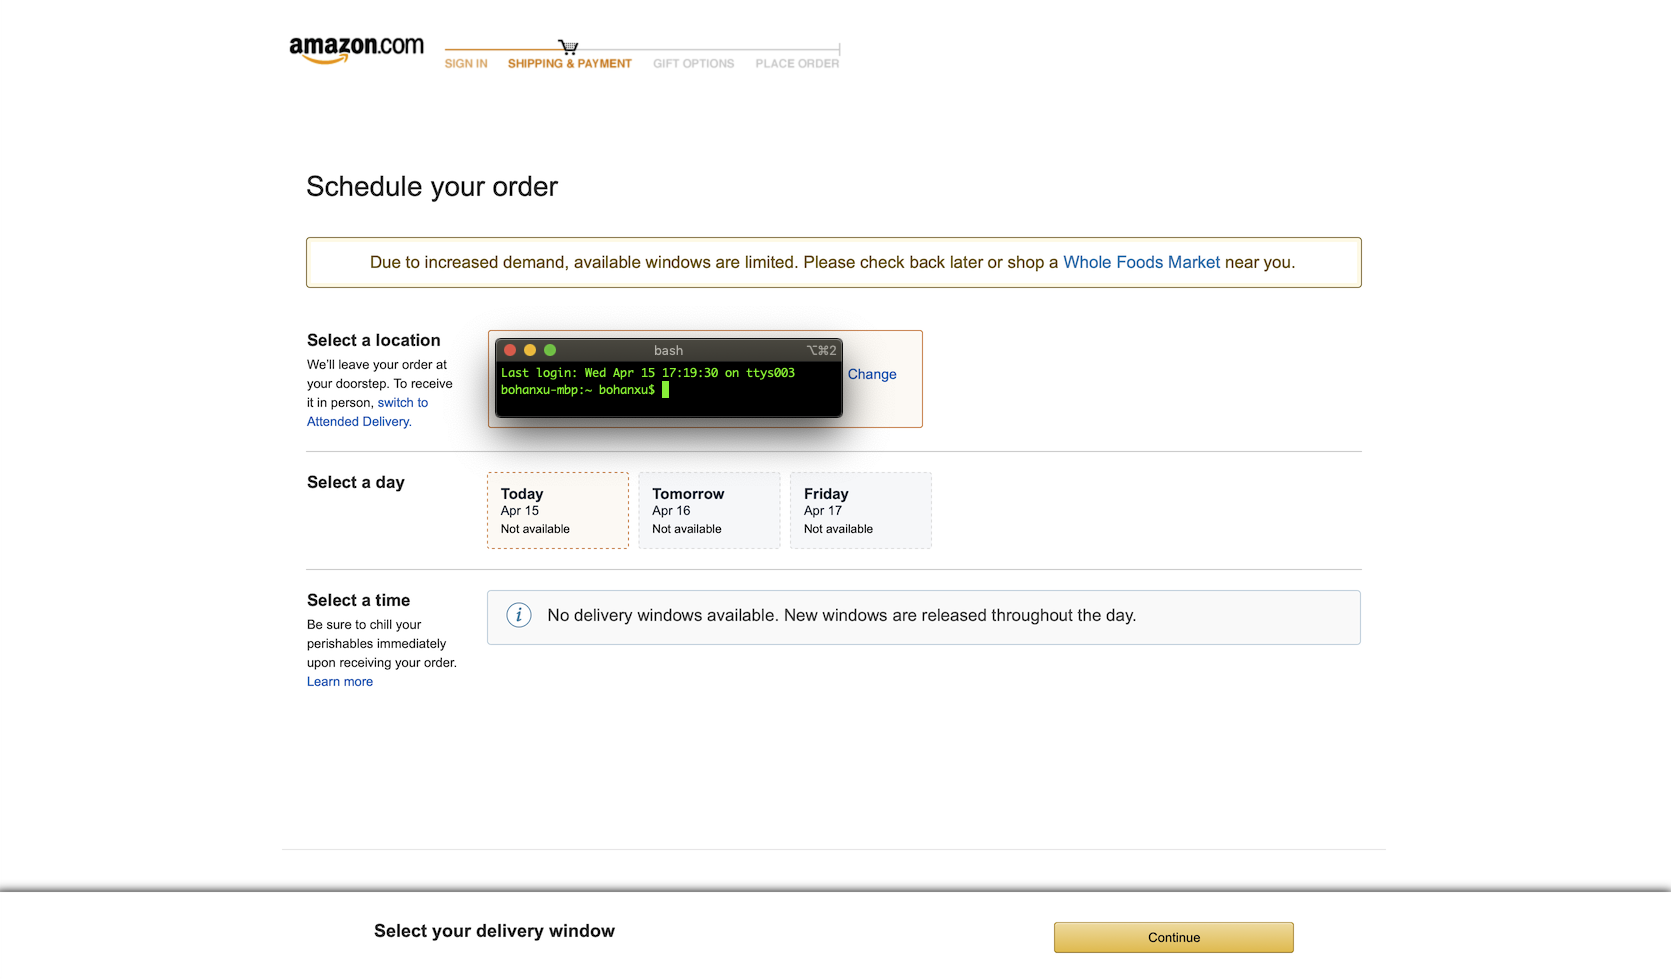 amazon.com
SIGN IN SHIPPING & PAYMENT GIFT OPTIONS PLACE ORDER
Schedule your order
Due to increased demand, available windows are limited. Please check back later or shop a Whole Foods Market near you.
Select a location
We'll leave your order at
your doorstep. To receive
it in person, switch to
Attended Delivery.
bash ⌥⌘2
Last login: Wed Apr 15 17:19:30 on ttys003
bohanxu-mbp:~ bohanxu$
Change
Select a day
Today
Apr 15
Not available
Tomorrow
Apr 16
Not available
Friday
Apr 17
Not available
Select a time
Be sure to chill your
perishables immediately
upon receiving your order.
Learn more
i No delivery windows available. New windows are released throughout the day.
Select your delivery window
Continue